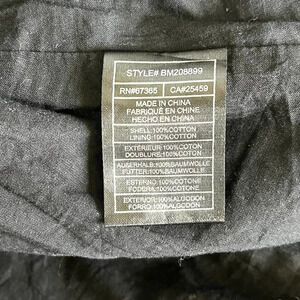 STYLE# BM208899
RN#67365 CA#25459
MADE IN CHINA
FABRIQUÉ EN CHINE
HECHO EN CHINA
SHELL:100%COTTON
LINING:100%COTTON
EXTÉRIEUR:100%COTON
DOUBLURE:100%COTON
AUSSERHALB:100%BAUMWOLLE
FUTTER:100%BAUMWOLLE
ESTERNO:100%COTONE
FODERA:100%COTONE
EXTERIOR:100%ALGODON
FORRO:100%ALGODON